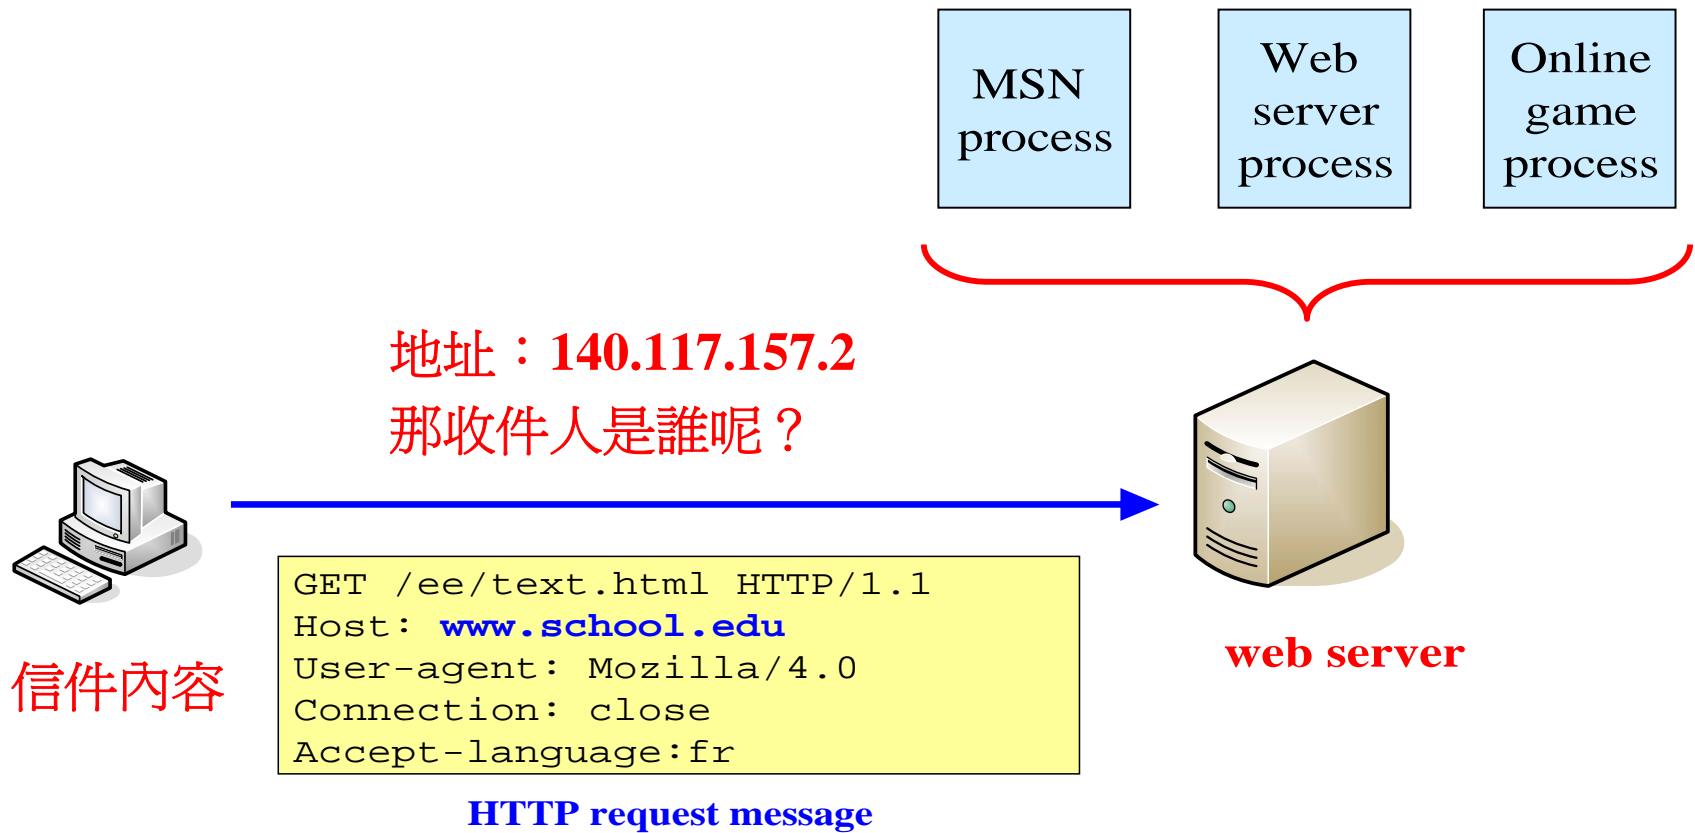 MSN
process
Web
server
process
Online
game
process
地址：140.117.157.2
那收件人是誰呢？
GET /ee/text.html HTTP/1.1
Host: www.school.edu
User-agent: Mozilla/4.0
Connection: close
Accept-language:fr
信件內容
web server
HTTP request message